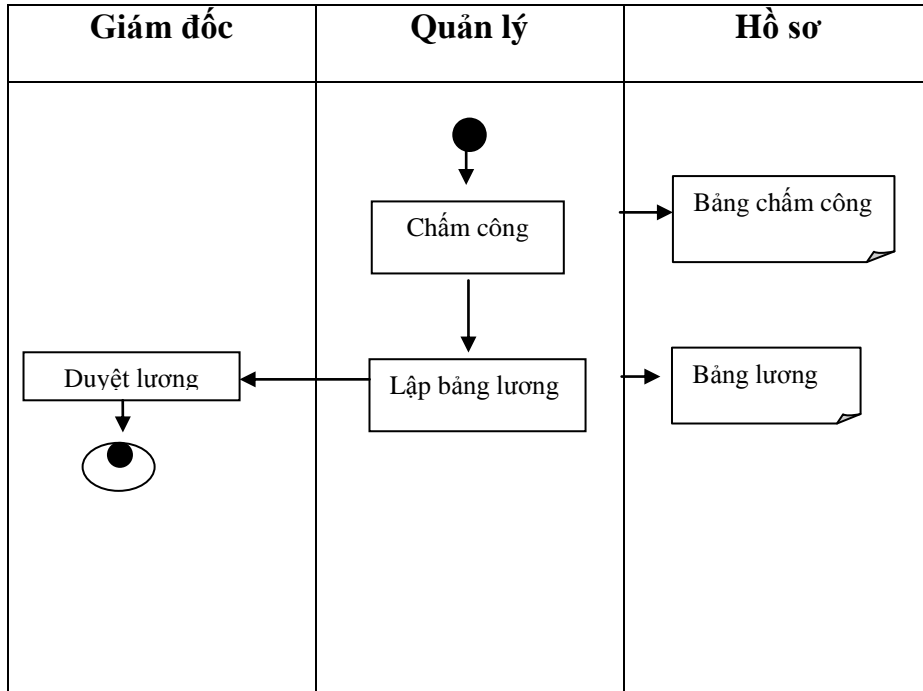 Giám đốc
Quản lý
Hồ sơ
Chấm công
Bảng chấm công
Duyệt lương
Lập bảng lương
Bảng lương